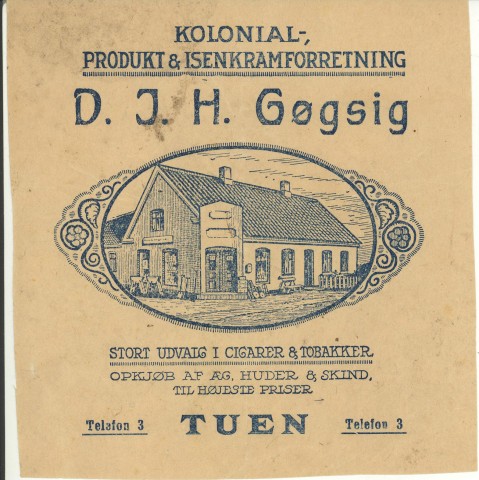 KOLONIAL-,
PRODUKT & ISENKRAMFORRETNING
D. J. H. Gøgsig
STORT UDVALG I CIGARER & TOBAKKER
OPKJØB AF ÆG, HUDER & SKIND,
TIL HØJESTE PRISER
Telefon 3 TUEN Telefon 3